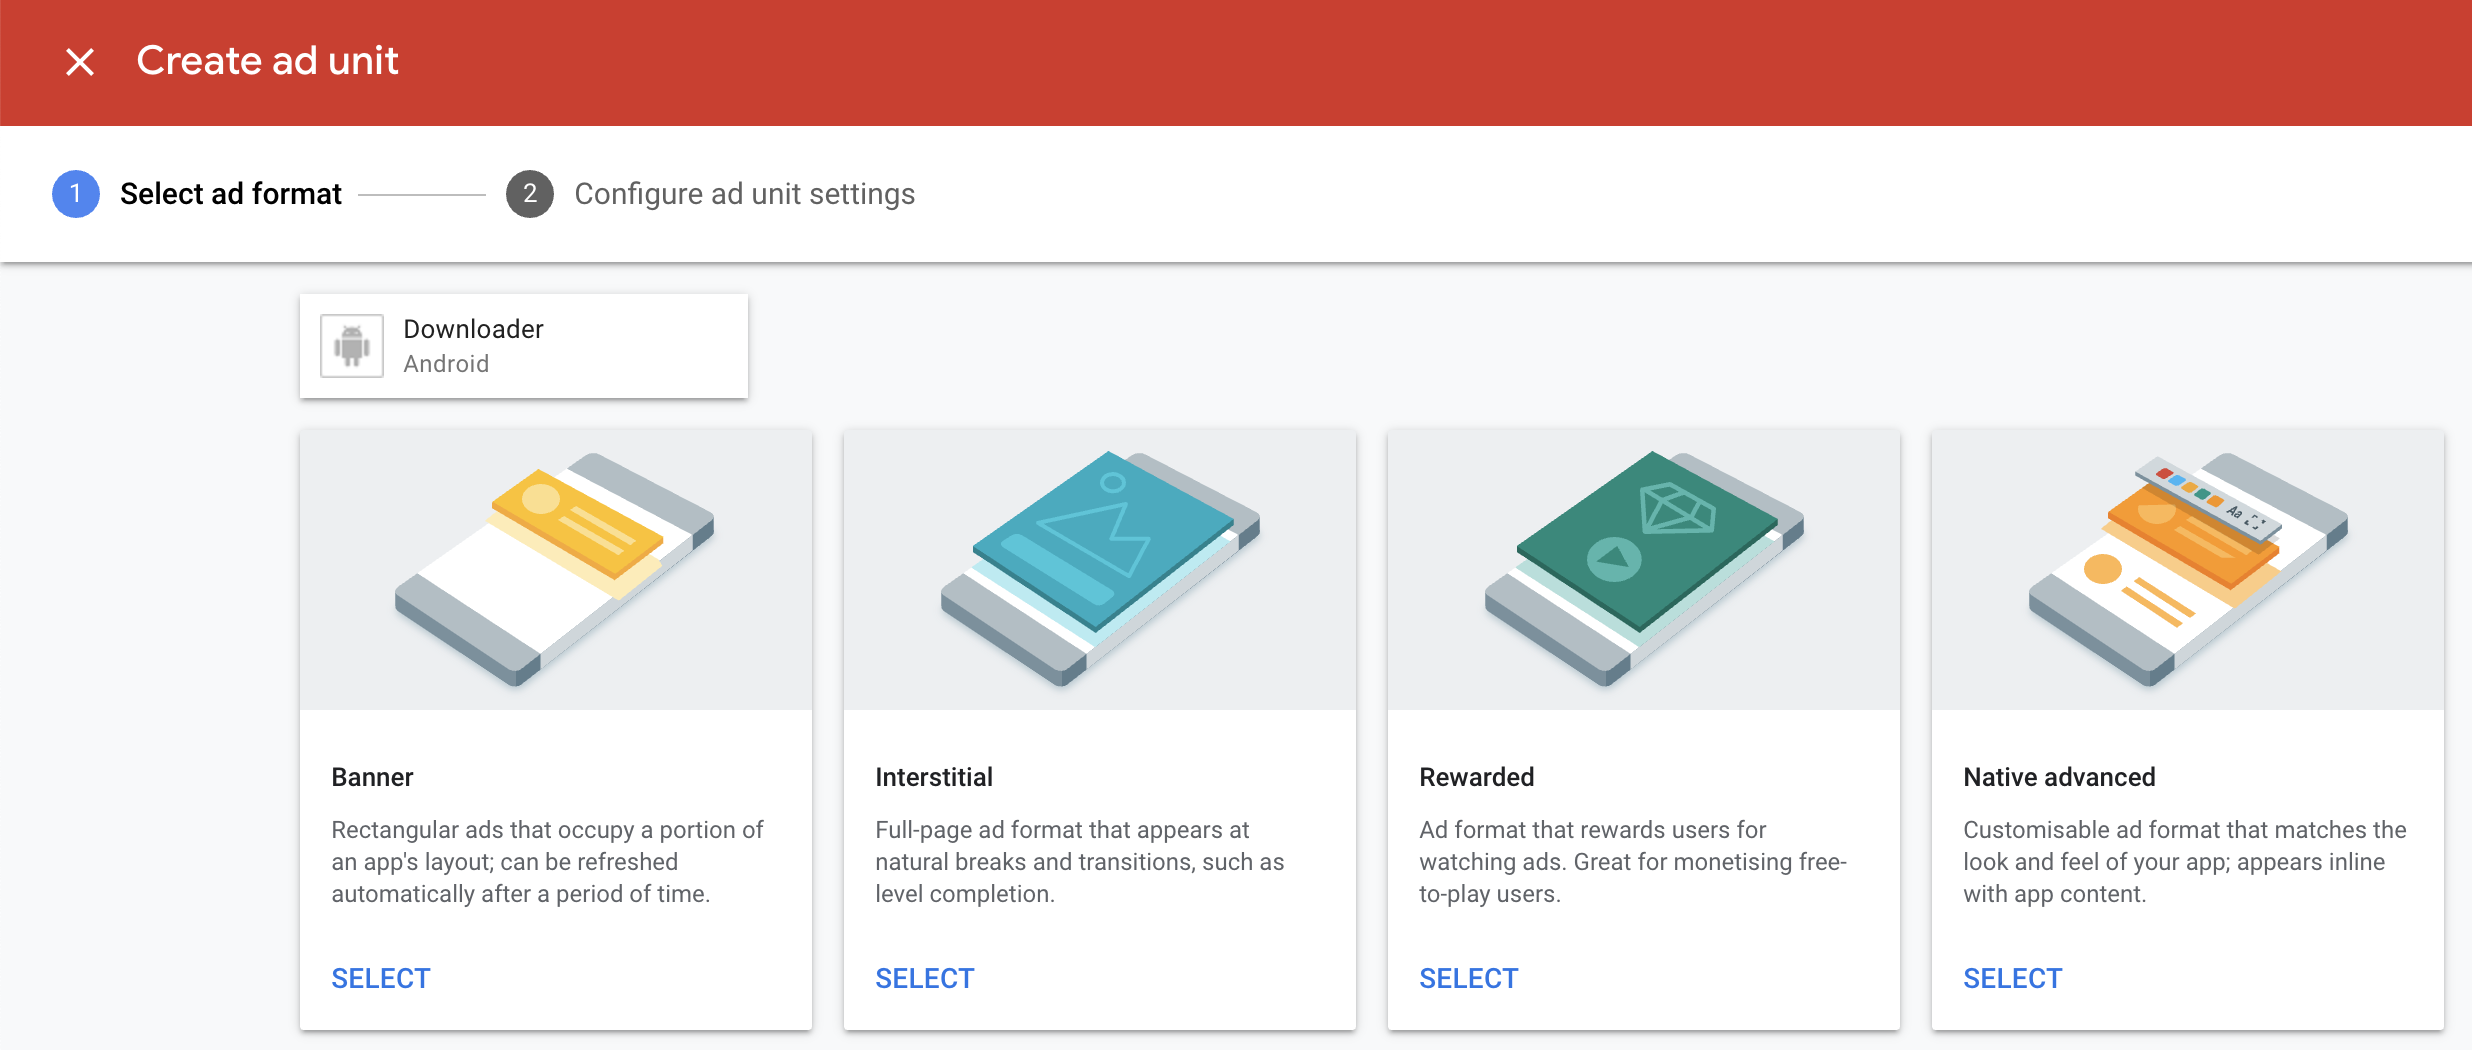 Create ad unit
1 Select ad format 2 Configure ad unit settings
Downloader
Android
Aa
Banner
Rectangular ads that occupy a portion of
an app's layout; can be refreshed
automatically after a period of time.
SELECT
Interstitial
Full-page ad format that appears at
natural breaks and transitions, such as
level completion.
SELECT
Rewarded
Ad format that rewards users for
watching ads. Great for monetising free-
to-play users.
SELECT
Native advanced
Customisable ad format that matches the
look and feel of your app; appears inline
with app content.
SELECT